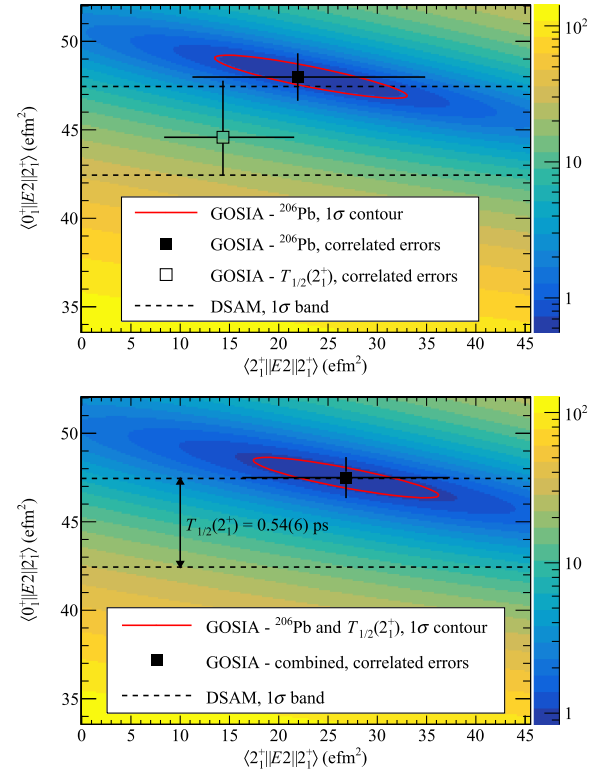 50
45
40
35
0 5 10 15 20 25 30 35 40 45
⟨0₁⁺||E2||2₁⁺⟩ (efm²)
⟨2₁⁺||E2||2₁⁺⟩ (efm²)
10²
10
1
GOSIA - ²⁰⁶Pb, 1σ contour
GOSIA - ²⁰⁶Pb, correlated errors
GOSIA - T₁/₂(2₁⁺), correlated errors
DSAM, 1σ band
50
45
40
35
0 5 10 15 20 25 30 35 40 45
⟨0₁⁺||E2||2₁⁺⟩ (efm²)
⟨2₁⁺||E2||2₁⁺⟩ (efm²)
10²
10
1
T₁/₂(2₁⁺) = 0.54(6) ps
GOSIA - ²⁰⁶Pb and T₁/₂(2₁⁺), 1σ contour
GOSIA - combined, correlated errors
DSAM, 1σ band